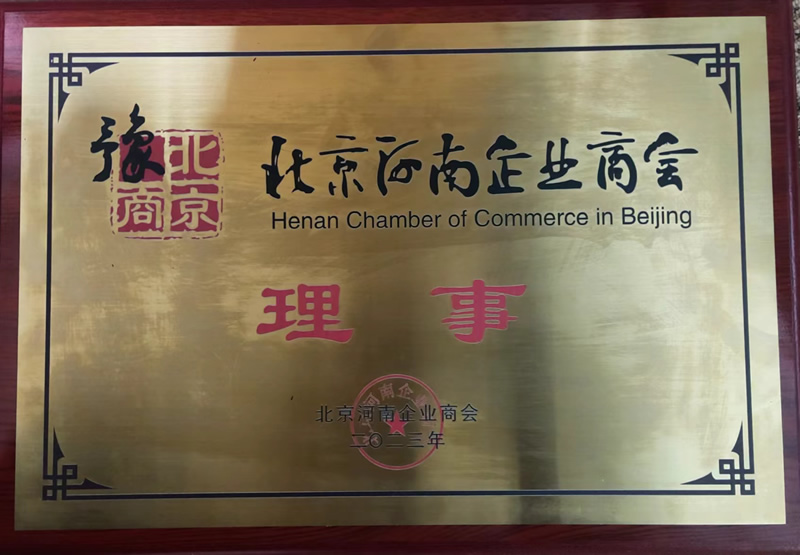 豫
北京
商
北京河南企业商会
Henan Chamber of Commerce in Beijing
理事
北京河南企业商会
二〇二三年